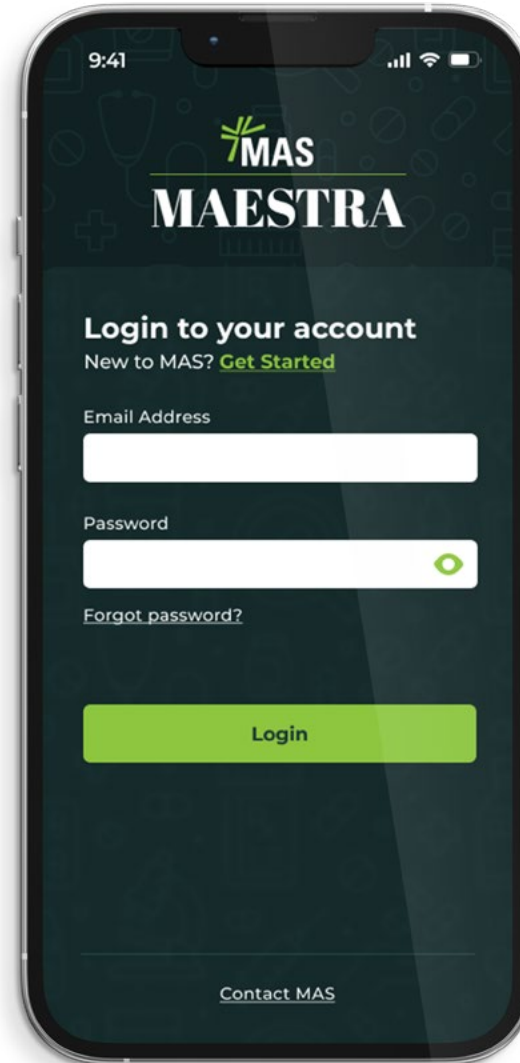 9:41
MAS
MAESTRA
Login to your account
New to MAS? Get Started
Email Address
Password
Forgot password?
Login
Contact MAS